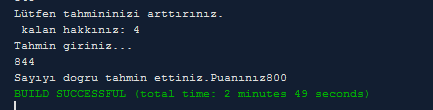 Lütfen tahmininizi arttırınız.
kalan hakkınız: 4
Tahmin giriniz...
844
Sayıyı dogru tahmin ettiniz.Puanınız800
BUILD SUCCESSFUL (total time: 2 minutes 49 seconds)